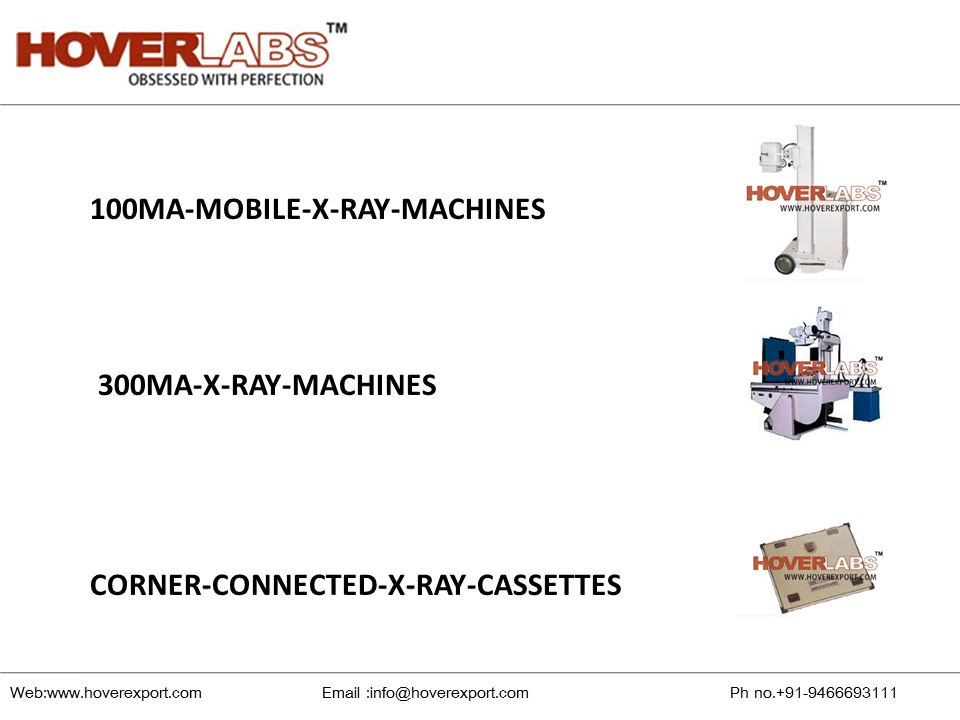 HOVERLABS™
OBSESSED WITH PERFECTION
100MA-MOBILE-X-RAY-MACHINES
HOVERLABS™
WWW.HOVEREXPORT.COM
300MA-X-RAY-MACHINES
HOVERLABS™
WWW.HOVEREXPORT.COM
CORNER-CONNECTED-X-RAY-CASSETTES
HOVERLABS™
WWW.HOVEREXPORT.COM
Web:www.hoverexport.com Email :info@hoverexport.com Ph no.+91-9466693111